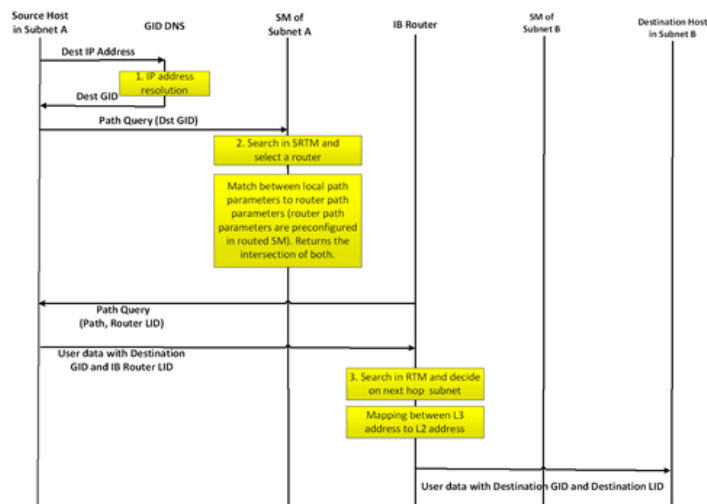 Source Host
in Subnet A
GID DNS
SM of
Subnet A
IB Router
SM of
Subnet B
Destination Host
in Subnet B
Dest IP Address
1. IP address
resolution
Dest GID
Path Query (Dst GID)
2. Search in SRTM and
select a router
Match between local path
parameters to router path
parameters (router path
parameters are preconfigured
in routed SM). Returns the
intersection of both.
Path Query
(Path, Router LID)
User data with Destination
GID and IB Router LID
3. Search in RTM and decide
on next hop subnet
Mapping between L3
address to L2 address
User data with Destination GID and Destination LID